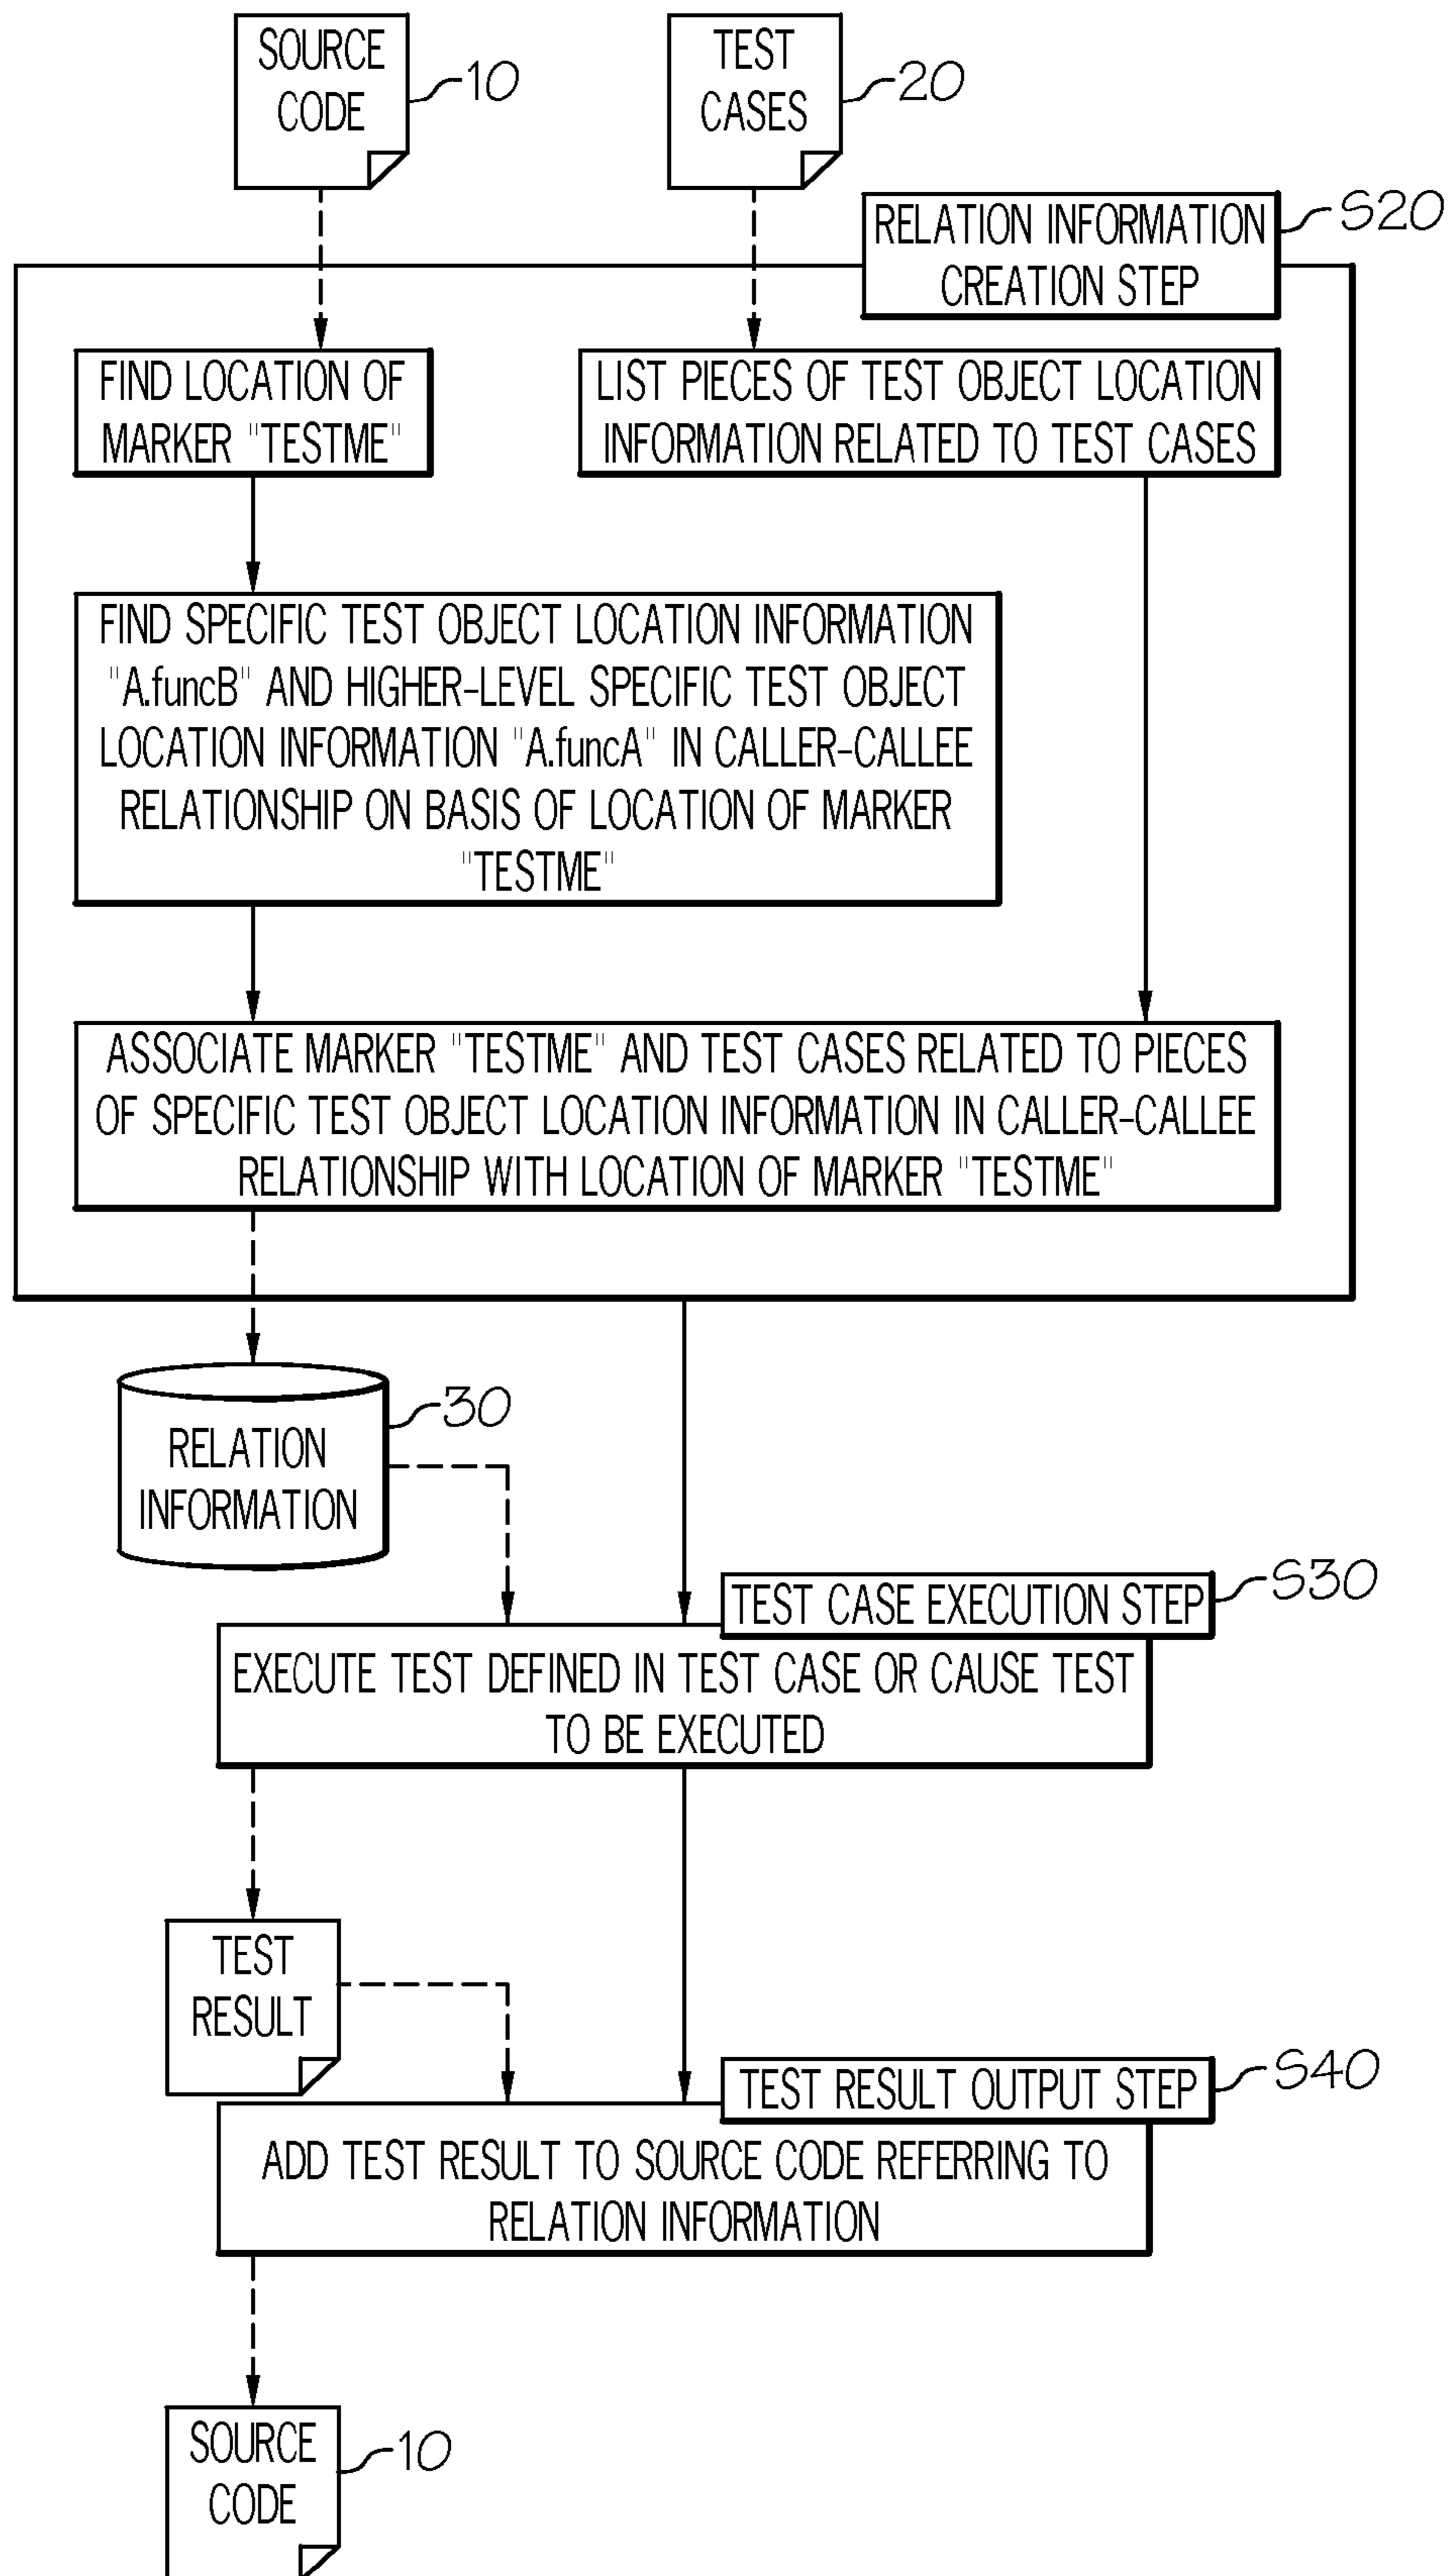 SOURCE
CODE
10
TEST
CASES
20
RELATION INFORMATION
CREATION STEP
S20
FIND LOCATION OF
MARKER "TESTME"
LIST PIECES OF TEST OBJECT LOCATION
INFORMATION RELATED TO TEST CASES
FIND SPECIFIC TEST OBJECT LOCATION INFORMATION
"A.funcB" AND HIGHER-LEVEL SPECIFIC TEST OBJECT
LOCATION INFORMATION "A.funcA" IN CALLER-CALLEE
RELATIONSHIP ON BASIS OF LOCATION OF MARKER
"TESTME"
ASSOCIATE MARKER "TESTME" AND TEST CASES RELATED TO PIECES
OF SPECIFIC TEST OBJECT LOCATION INFORMATION IN CALLER-CALLEE
RELATIONSHIP WITH LOCATION OF MARKER "TESTME"
30
RELATION
INFORMATION
TEST CASE EXECUTION STEP
S30
EXECUTE TEST DEFINED IN TEST CASE OR CAUSE TEST
TO BE EXECUTED
TEST
RESULT
TEST RESULT OUTPUT STEP
S40
ADD TEST RESULT TO SOURCE CODE REFERRING TO
RELATION INFORMATION
SOURCE
CODE
10